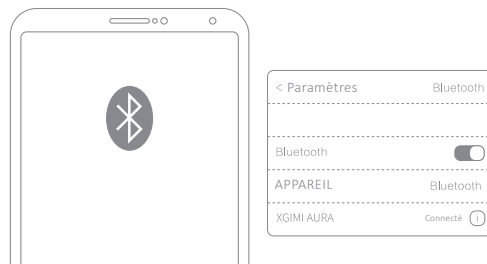 < Paramètres Bluetooth
Bluetooth
APPAREIL Bluetooth
XGIMI AURA Connecté i